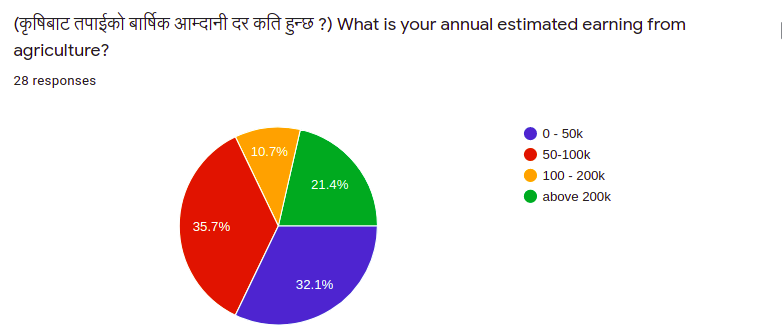 (कृषिबाट तपाईको बार्षिक आम्दानी दर कति हुन्छ ?) What is your annual estimated earning from
agriculture?
28 responses
10.7%
21.4%
35.7%
32.1%
0 - 50k
50-100k
100 - 200k
above 200k